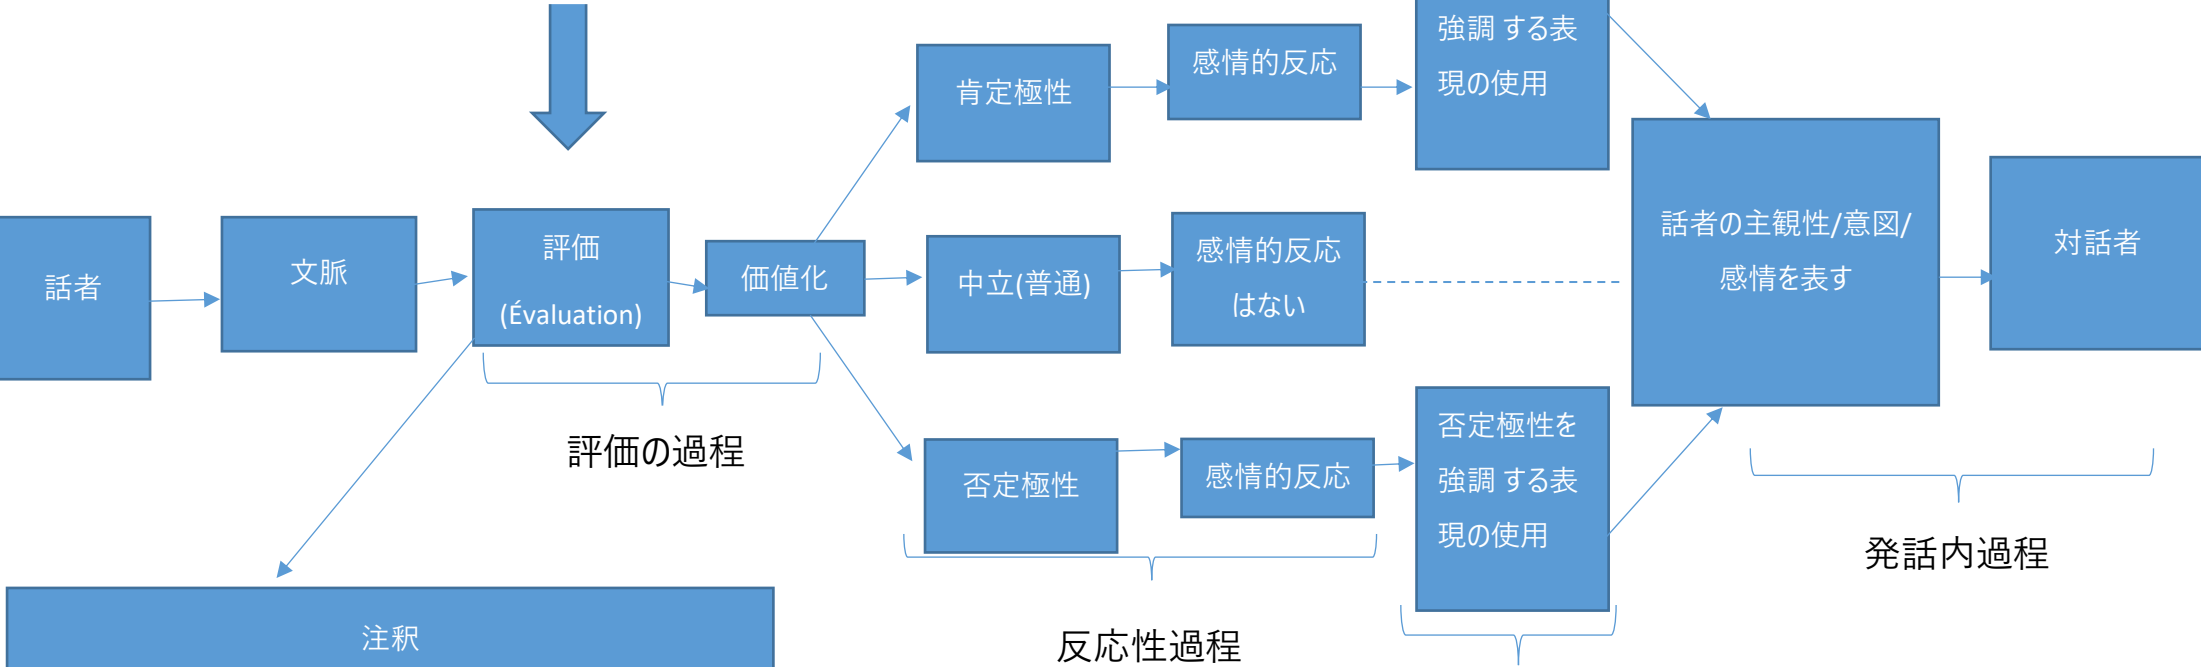 強調 する表
現の使用
感情的反応
肯定極性
話者
文脈
評価
(Évaluation)
価値化
中立(普通)
感情的反応
はない
話者の主観性/意図/
感情を表す
対話者
評価の過程
否定極性
感情的反応
否定極性を
強調 する表
現の使用
発話内過程
反応性過程
注釈